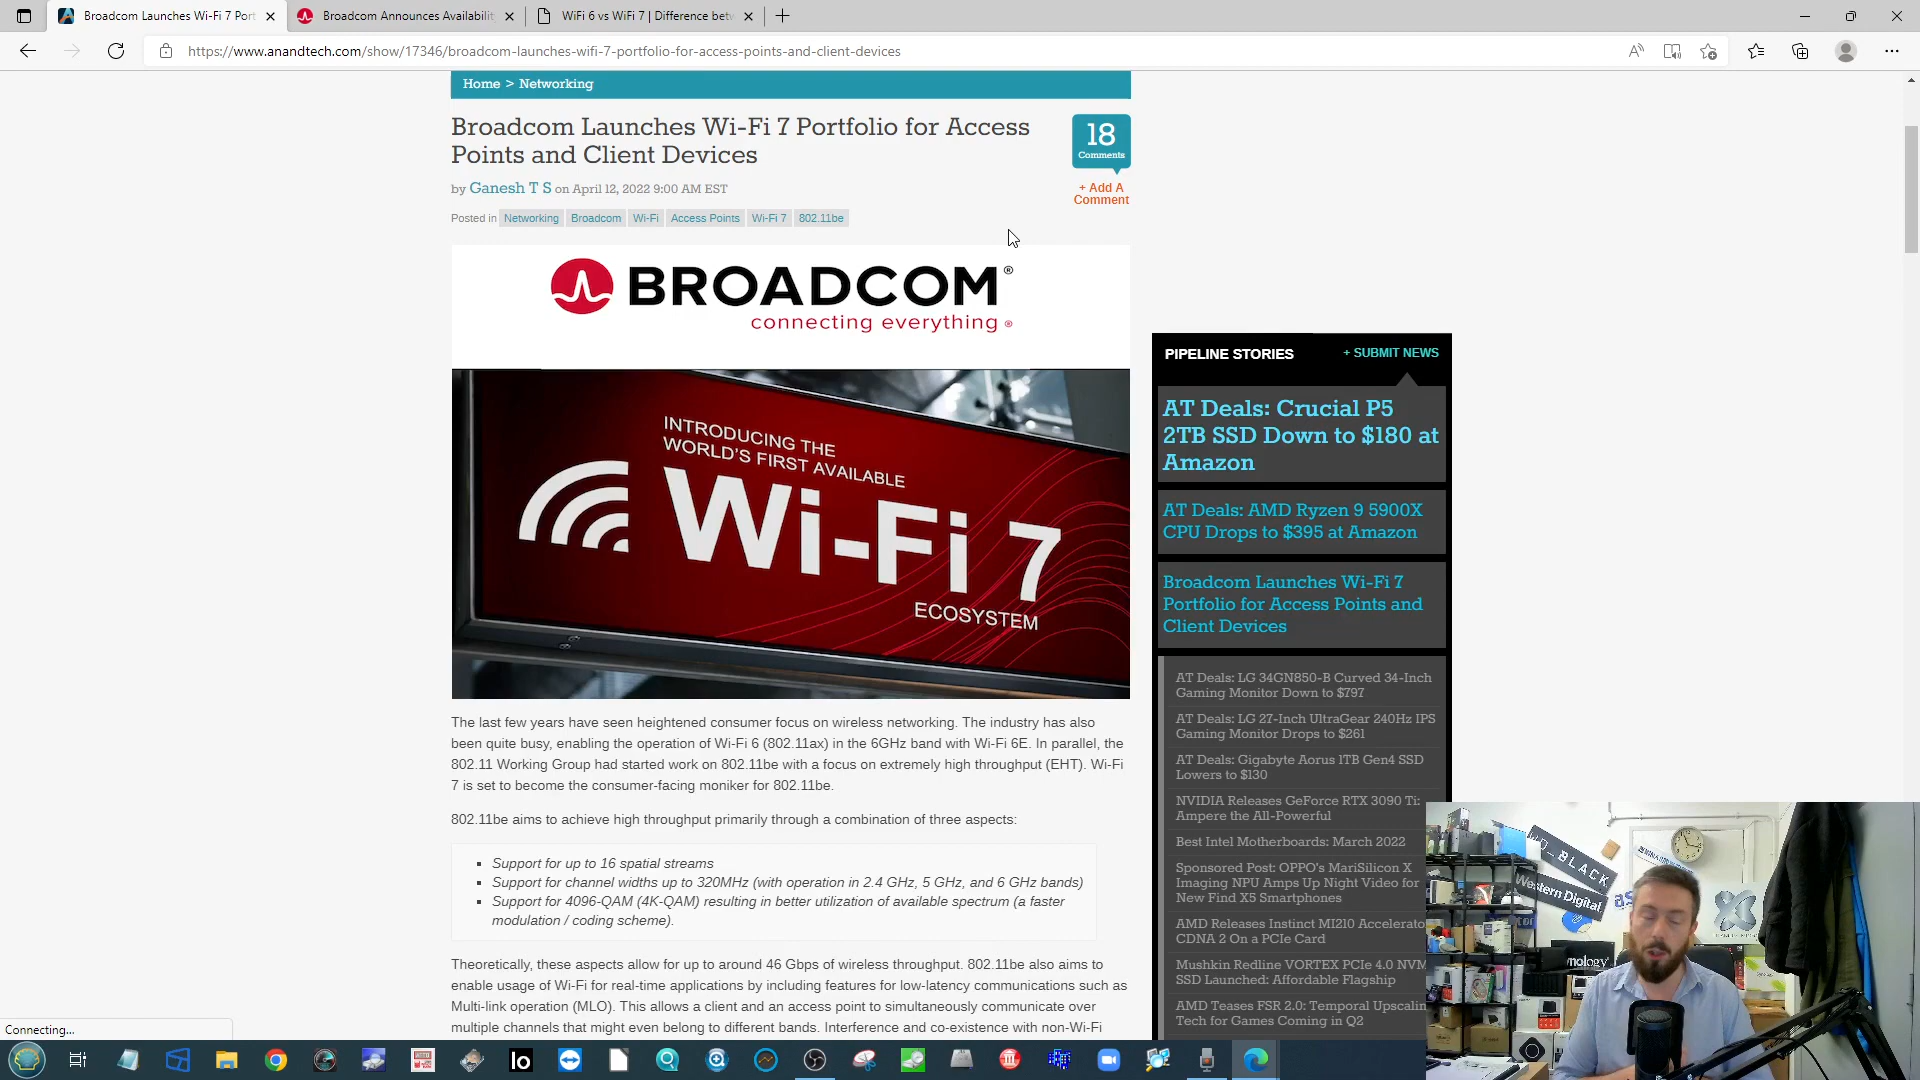 Broadcom Launches Wi-Fi 7 Port
Broadcom Announces Availabilit
WiFi 6 vs WiFi 7 | Difference betw
https://www.anandtech.com/show/17346/broadcom-launches-wifi-7-portfolio-for-access-points-and-client-devices
Home > Networking
Broadcom Launches Wi-Fi 7 Portfolio for Access
Points and Client Devices
18
Comments
by Ganesh T S on April 12, 2022 9:00 AM EST
+ Add A
Comment
Posted in Networking Broadcom Wi-Fi Access Points Wi-Fi 7 802.11be
BROADCOM®
connecting everything ®
INTRODUCING THE
WORLD'S FIRST AVAILABLE
Wi-Fi 7
ECOSYSTEM
The last few years have seen heightened consumer focus on wireless networking. The industry has also
been quite busy, enabling the operation of Wi-Fi 6 (802.11ax) in the 6GHz band with Wi-Fi 6E. In parallel, the
802.11 Working Group had started work on 802.11be with a focus on extremely high throughput (EHT). Wi-Fi
7 is set to become the consumer-facing moniker for 802.11be.
802.11be aims to achieve high throughput primarily through a combination of three aspects:
Support for up to 16 spatial streams
Support for channel widths up to 320MHz (with operation in 2.4 GHz, 5 GHz, and 6 GHz bands)
Support for 4096-QAM (4K-QAM) resulting in better utilization of available spectrum (a faster
modulation / coding scheme).
Theoretically, these aspects allow for up to around 46 Gbps of wireless throughput. 802.11be also aims to
enable usage of Wi-Fi for real-time applications by including features for low-latency communications such as
Multi-link operation (MLO). This allows a client and an access point to simultaneously communicate over
multiple channels that might even belong to different bands. Interference and co-existence with non-Wi-Fi
PIPELINE STORIES
+ SUBMIT NEWS
AT Deals: Crucial P5
2TB SSD Down to $180 at
Amazon
AT Deals: AMD Ryzen 9 5900X
CPU Drops to $395 at Amazon
Broadcom Launches Wi-Fi 7
Portfolio for Access Points and
Client Devices
AT Deals: LG 34GN850-B Curved 34-Inch
Gaming Monitor Down to $797
AT Deals: LG 27-Inch UltraGear 240Hz IPS
Gaming Monitor Drops to $261
AT Deals: Gigabyte Aorus 1TB Gen4 SSD
Lowers to $130
NVIDIA Releases GeForce RTX 3090 Ti:
Ampere the All-Powerful
Best Intel Motherboards: March 2022
Sponsored Post: OPPO's MariSilicon X
Imaging NPU Amps Up Night Video for
New Find X5 Smartphones
AMD Releases Instinct MI210 Accelerato
CDNA 2 On a PCIe Card
Mushkin Redline VORTEX PCIe 4.0 NVM
SSD Launched: Affordable Flagship
AMD Teases FSR 2.0: Temporal Upscalin
Tech for Games Coming in Q2
WD_BLACK
Western Digital
Connecting...
Io